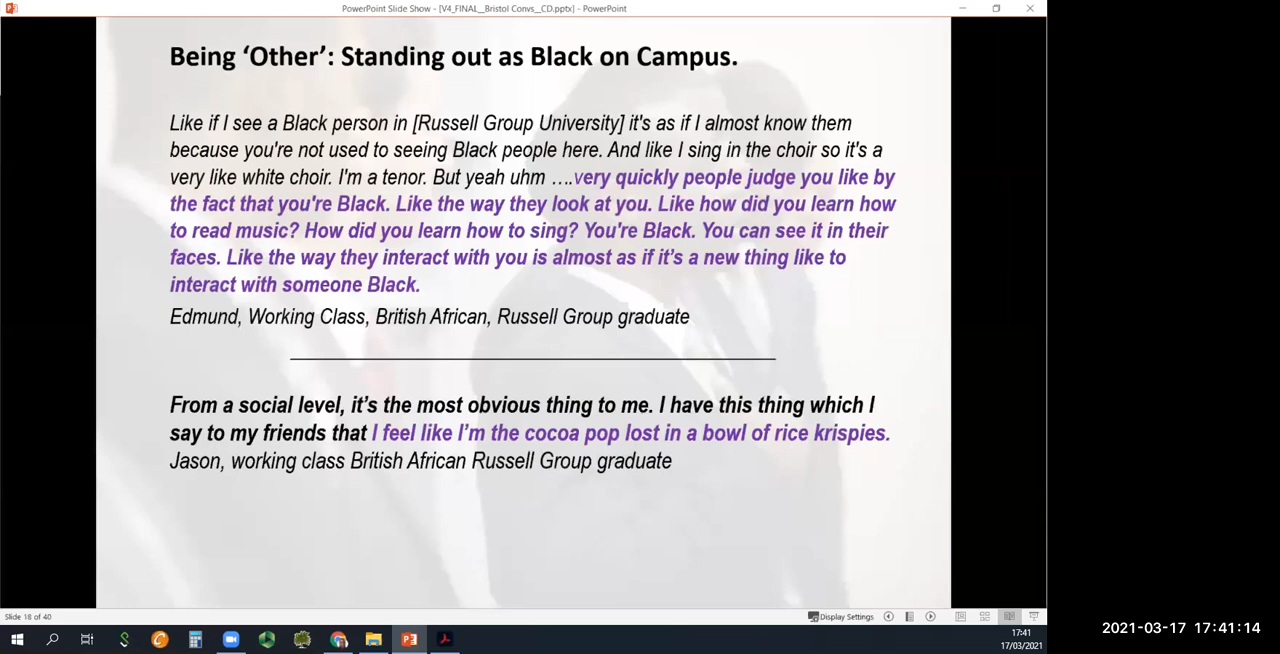 PowerPoint Slide Show - [V4_FINAL__Bristol Convs__CD.pptx] - PowerPoint
Being ‘Other’: Standing out as Black on Campus.
Like if I see a Black person in [Russell Group University] it's as if I almost know them
because you're not used to seeing Black people here. And like I sing in the choir so it's a
very like white choir. I'm a tenor. But yeah uhm ….very quickly people judge you like by
the fact that you're Black. Like the way they look at you. Like how did you learn how
to read music? How did you learn how to sing? You're Black. You can see it in their
faces. Like the way they interact with you is almost as if it’s a new thing like to
interact with someone Black.
Edmund, Working Class, British African, Russell Group graduate
From a social level, it’s the most obvious thing to me. I have this thing which I
say to my friends that I feel like I’m the cocoa pop lost in a bowl of rice krispies.
Jason, working class British African Russell Group graduate
Slide 18 of 40
Display Settings
17:41
17/03/2021
2021-03-17 17:41:14